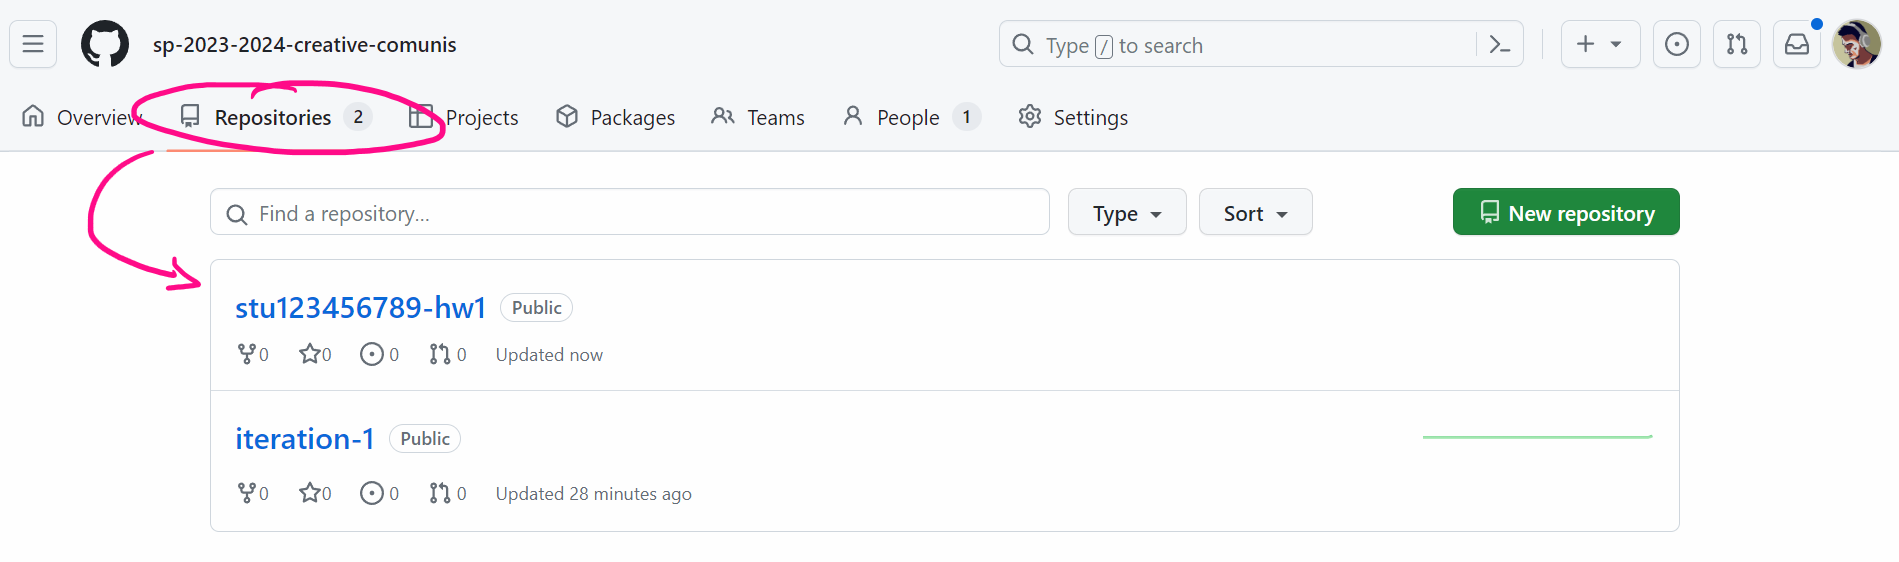 sp-2023-2024-creative-comunis
Type / to search
Overview Repositories 2 Projects Packages Teams People 1 Settings
Find a repository...
Type Sort New repository
stu123456789-hw1 Public
0 0 0 0 Updated now
iteration-1 Public
0 0 0 0 Updated 28 minutes ago